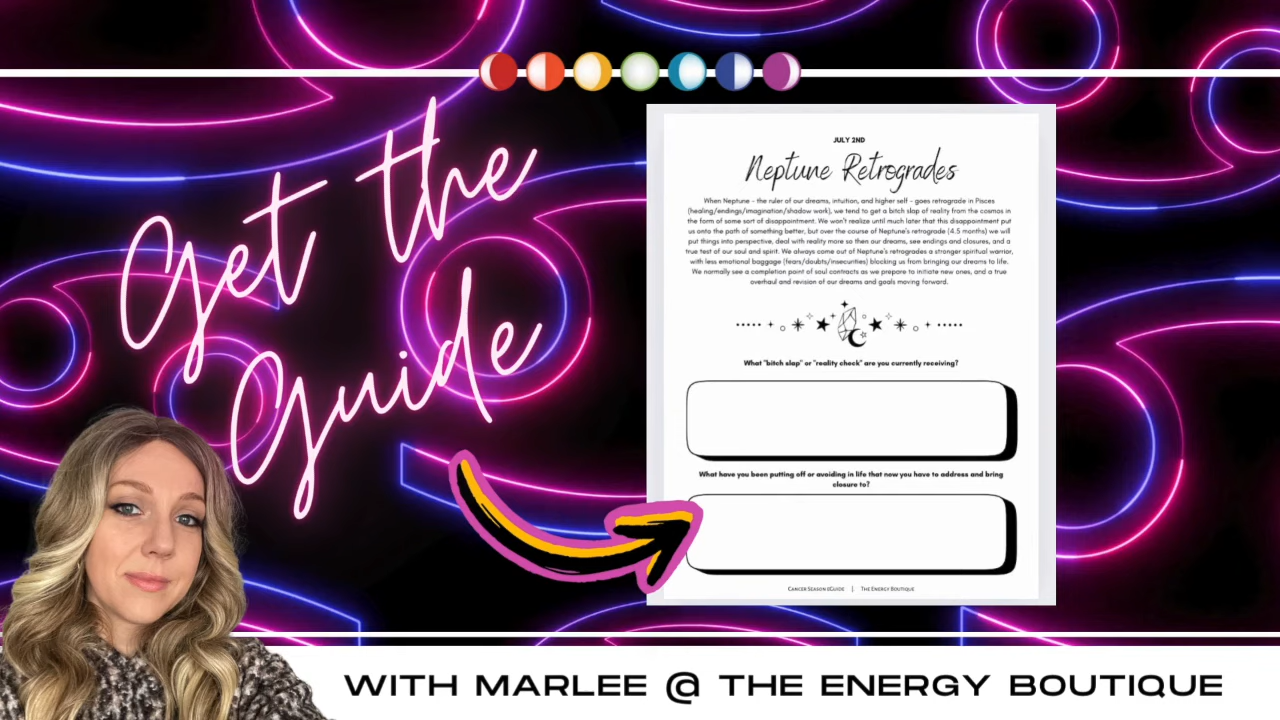 Get the
Guide
JULY 2ND
Neptune Retrogrades
When Neptune - the ruler of our dreams, intuition, and higher self - goes retrograde in Pisces
(healing/endings/imagination/shadow work), we tend to get a bitch slap of reality from the cosmos in
the form of some sort of disappointment. We won't realize until much later that this disappointment put
us onto the path of something better, but over the course of Neptune's retrograde (4.5 months) we will
put things into perspective, deal with reality more so then our dreams, see endings and closures, and a
true test of our soul and spirit. We always come out of Neptune's retrogrades a stronger spiritual warrior,
with less emotional baggage (fears/doubts/insecurities) blocking us from bringing our dreams to life.
We normally see a completion point of soul contracts as we prepare to initiate new ones, and a true
overhaul and revision of our dreams and goals moving forward.
What "bitch slap" or "reality check" are you currently receiving?
What have you been putting off or avoiding in life that now you have to address and bring
closure to?
Cancer Season eGuide | The Energy Boutique
WITH MARLEE @ THE ENERGY BOUTIQUE